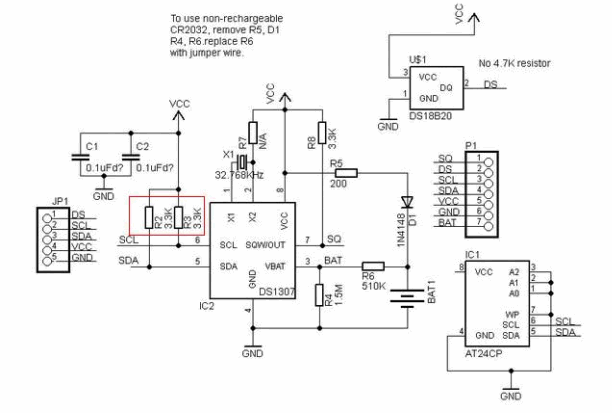 To use non-rechargeable
CR2032, remove R5, D1
R4, R6.replace R6
with jumper wire.
VCC
U$1
No 4.7K resistor
3
VCC
DQ
2
DS
1
GND
DS18B20
GND
VCC
VCC
C1
C2
0.1uFd?
0.1uFd?
GND
R7
N/A
R8
3.3K
X1
32.768KHz
R5
200
1N4148
D1
P1
SQ
1
DS
2
SCL
3
SDA
4
VCC
5
GND
6
BAT
7
JP1
1
DS
2
SCL
3
SDA
4
VCC
5
GND
R2
3.3K
R3
3.3K
1
2
8
X1
X2
VCC
SCL
6
SCL
SQW/OUT
7
SQ
SDA
5
SDA
VBAT
3
BAT
GND
DS1307
IC2
4
GND
R4
1.5M
R6
510K
BAT1
IC1
8
VCC
A2
3
A1
2
A0
1
WP
7
SCL
6
SCL
4
GND
SDA
5
SDA
AT24CP
GND